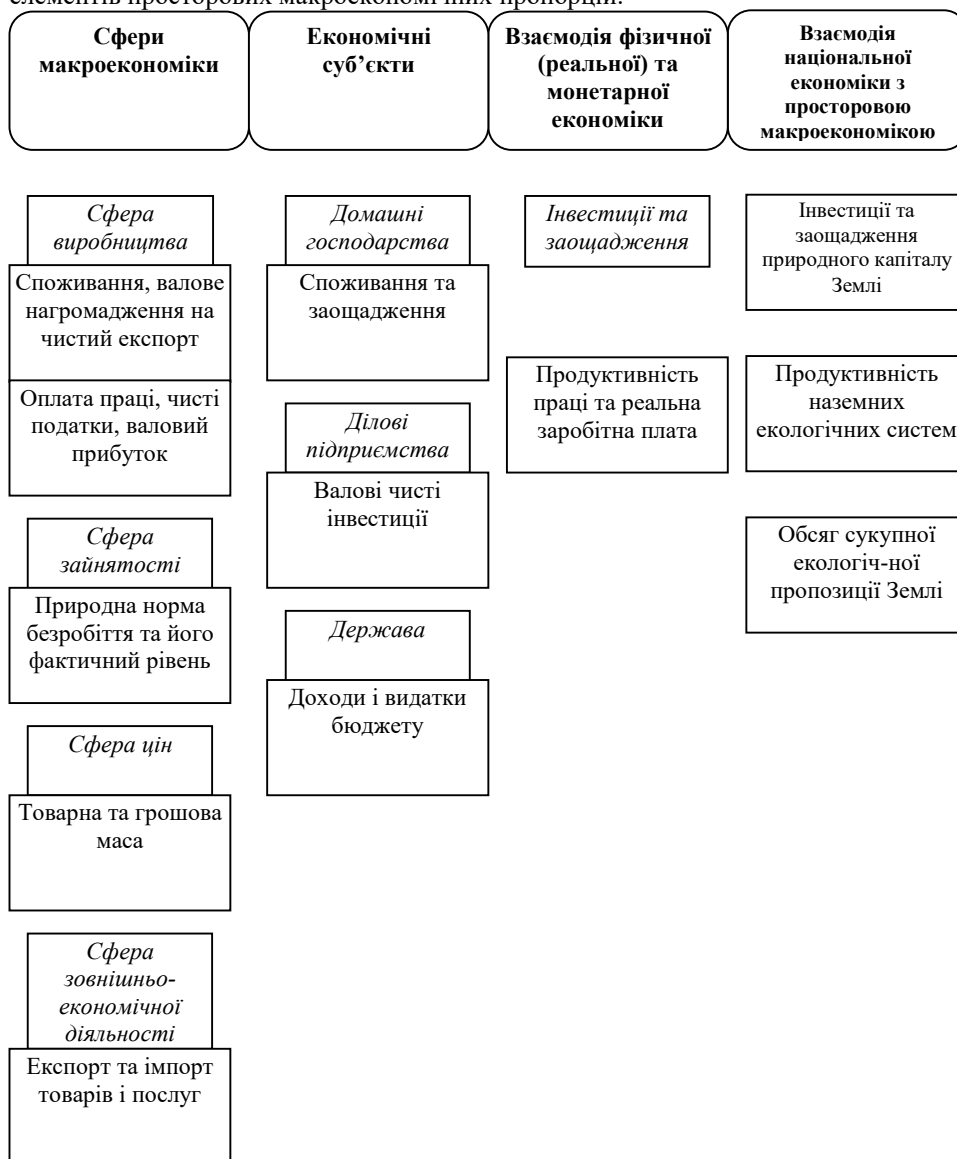 елементів просторових макроекономічних пропорцій.
Сфери
макроекономіки
Економічні
суб’єкти
Взаємодія фізичної
(реальної) та
монетарної
економіки
Взаємодія
національної
економіки з
просторовою
макроекономікою
Сфера
виробництва
Споживання, валове
нагромадження на
чистий експорт
Оплата праці, чисті
податки, валовий
прибуток
Сфера
зайнятості
Природна норма
безробіття та його
фактичний рівень
Сфера цін
Товарна та грошова
маса
Сфера
зовнішньо-
економічної
діяльності
Експорт та імпорт
товарів і послуг
Домашні
господарства
Споживання та
заощадження
Ділові
підприємства
Валові чисті
інвестиції
Держава
Доходи і видатки
бюджету
Інвестиції та
заощадження
Продуктивність
праці та реальна
заробітна плата
Інвестиції та
заощадження
природного капіталу
Землі
Продуктивність
наземних
екологічних систем
Обсяг сукупної
екологіч-ної
пропозиції Землі